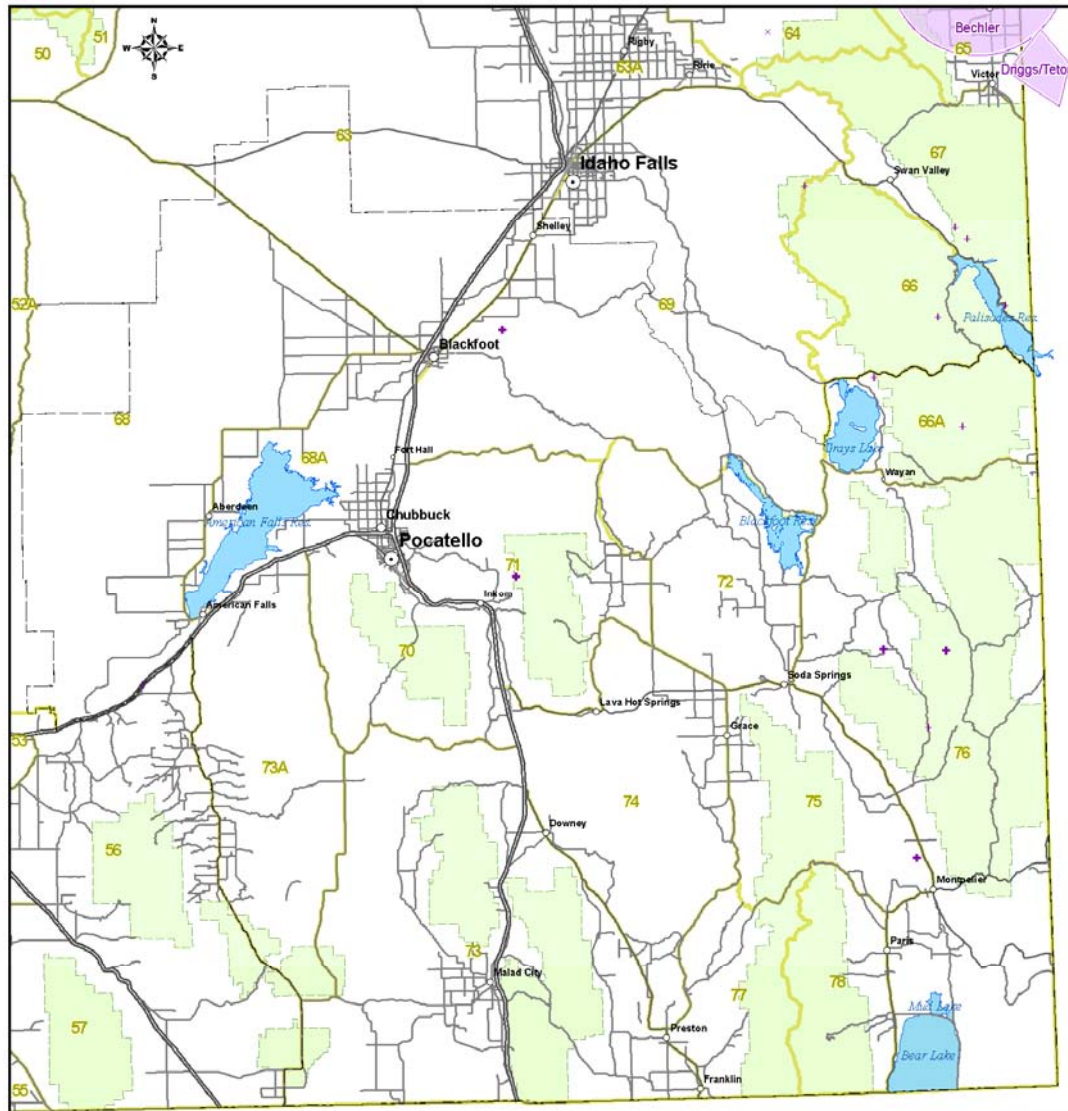 N
W E
S
50
51
64
65
Bechler
Driggs/Teto
Victor
Rigby
63A
Ririe
63
Idaho Falls
67
Swan Valley
Shelley
52A
69
66
Palisades Res.
Blackfoot
68
66A
Grays Lake
68A
Fort Hall
Wayan
Aberdeen
American Falls Res.
Chubbuck
Blackfoot Res.
Pocatello
71
72
Inkom
American Falls
70
Soda Springs
Lava Hot Springs
53
Grace
76
73A
74
75
Downey
56
Montpelier
Paris
73
Malad City
77
78
Mud Lake
57
Preston
Bear Lake
55
Franklin